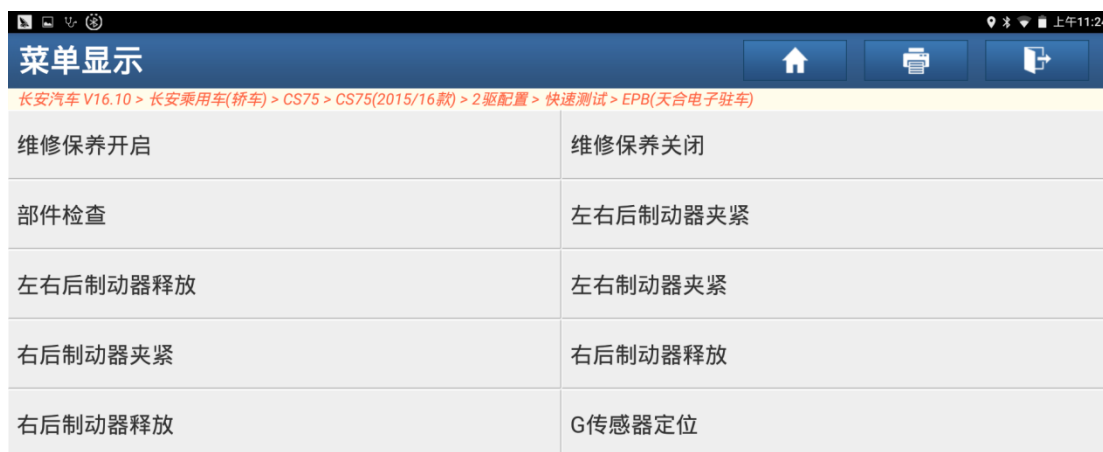 上午11:24
菜单显示
长安汽车 V16.10 > 长安乘用车(轿车) > CS75 > CS75(2015/16款) > 2驱配置 > 快速测试 > EPB(天合电子驻车)
维修保养开启
维修保养关闭
部件检查
左右后制动器夹紧
左右后制动器释放
左右制动器夹紧
右后制动器夹紧
右后制动器释放
右后制动器释放
G传感器定位